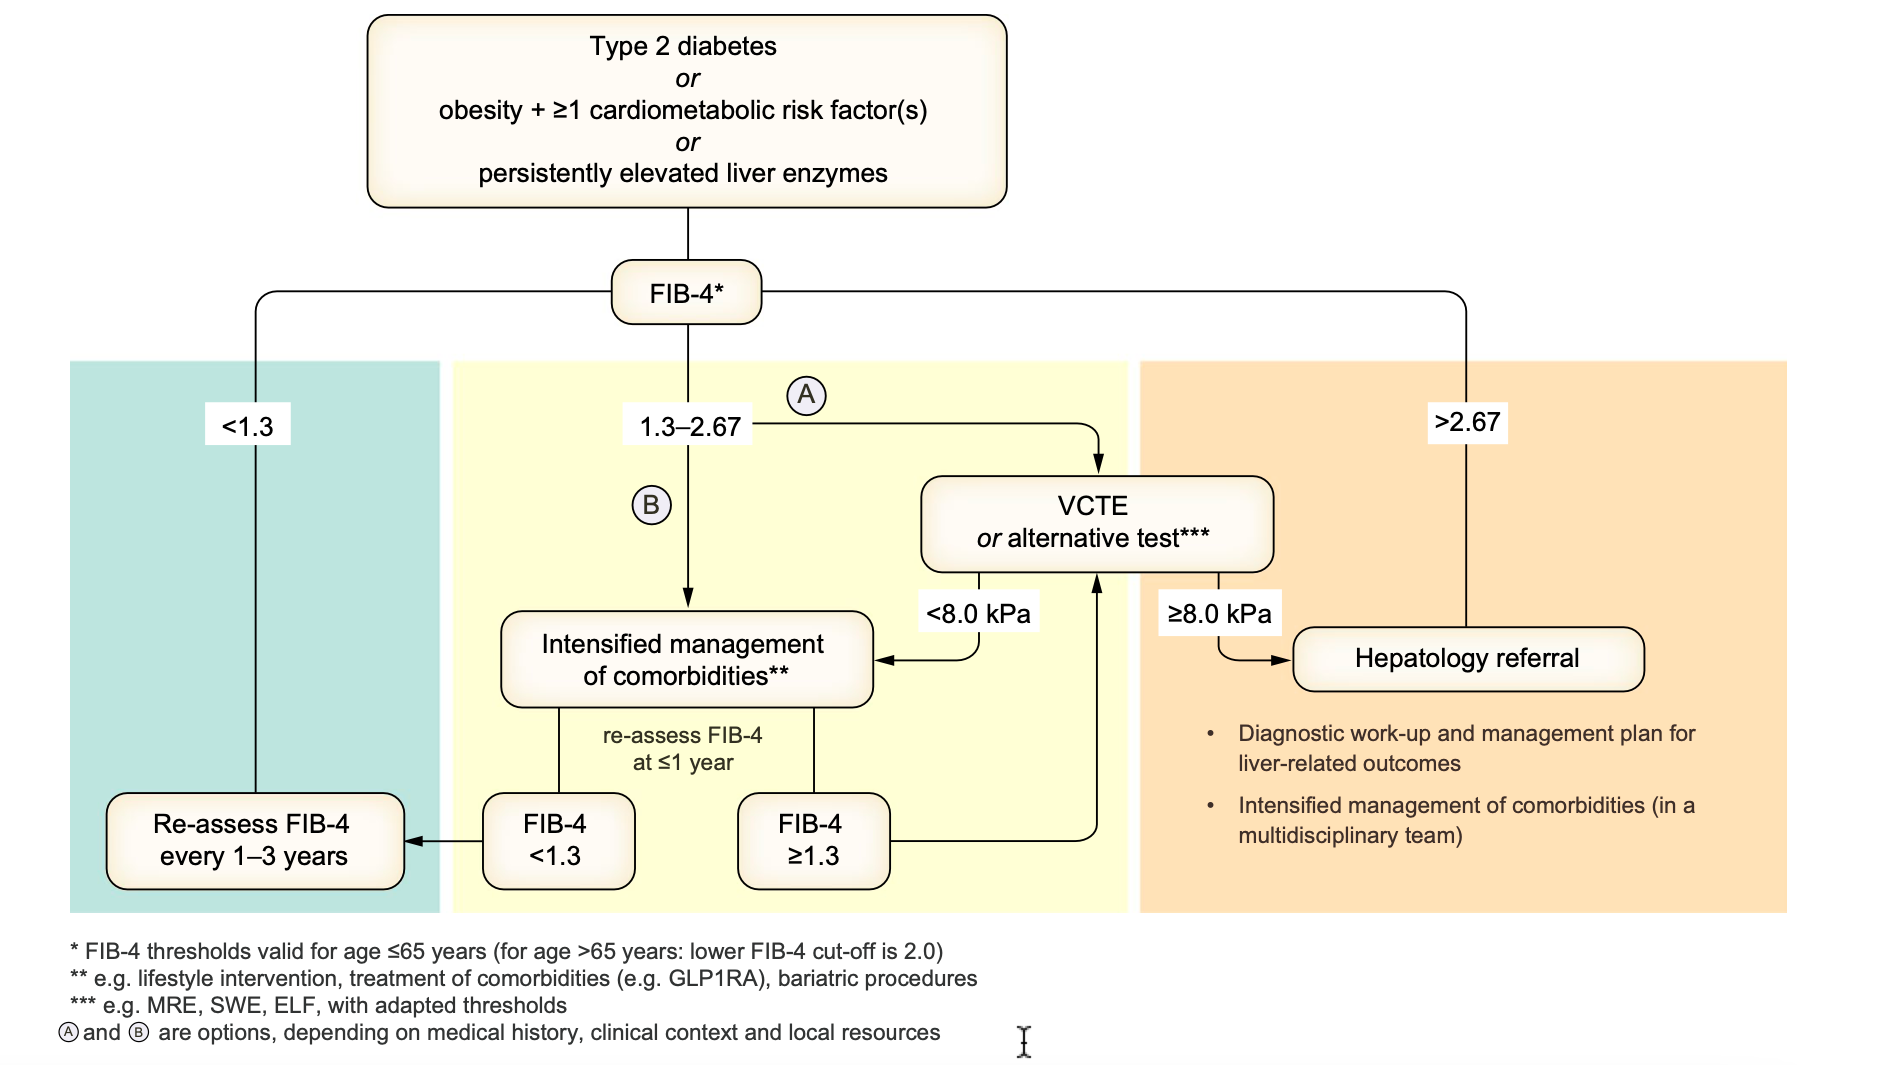 Type 2 diabetes
or
obesity + ≥1 cardiometabolic risk factor(s)
or
persistently elevated liver enzymes
FIB-4*
<1.3
1.3–2.67
A
>2.67
B
VCTE
or alternative test***
<8.0 kPa
≥8.0 kPa
Intensified management
of comorbidities**
Hepatology referral
re-assess FIB-4
at ≤1 year
• Diagnostic work-up and management plan for
liver-related outcomes
• Intensified management of comorbidities (in a
multidisciplinary team)
Re-assess FIB-4
every 1–3 years
FIB-4
<1.3
FIB-4
≥1.3
* FIB-4 thresholds valid for age ≤65 years (for age >65 years: lower FIB-4 cut-off is 2.0)
** e.g. lifestyle intervention, treatment of comorbidities (e.g. GLP1RA), bariatric procedures
*** e.g. MRE, SWE, ELF, with adapted thresholds
Ⓐ and Ⓑ are options, depending on medical history, clinical context and local resources